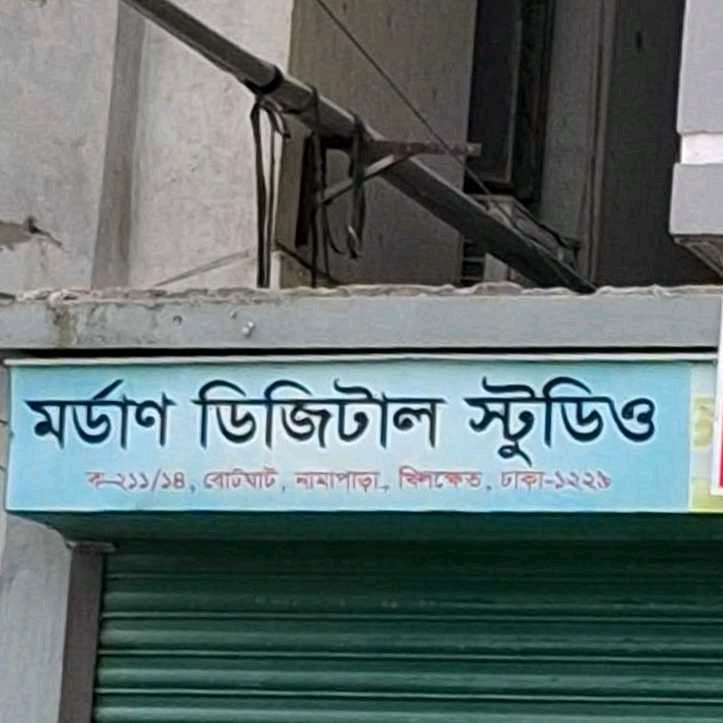 মর্ডাণ ডিজিটাল স্টুডিও
ক-২১১/১৪, বোটঘাট, নামাপাড়া, খিলক্ষেত, ঢাকা-১২২৯